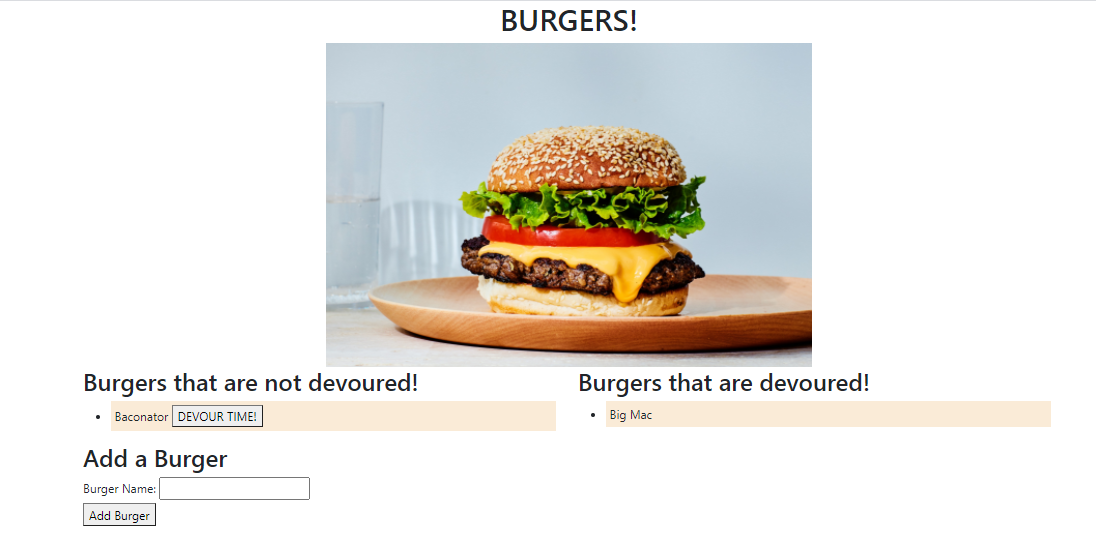 BURGERS!
Burgers that are not devoured!
Baconator DEVOUR TIME!
Burgers that are devoured!
Big Mac
Add a Burger
Burger Name:
Add Burger